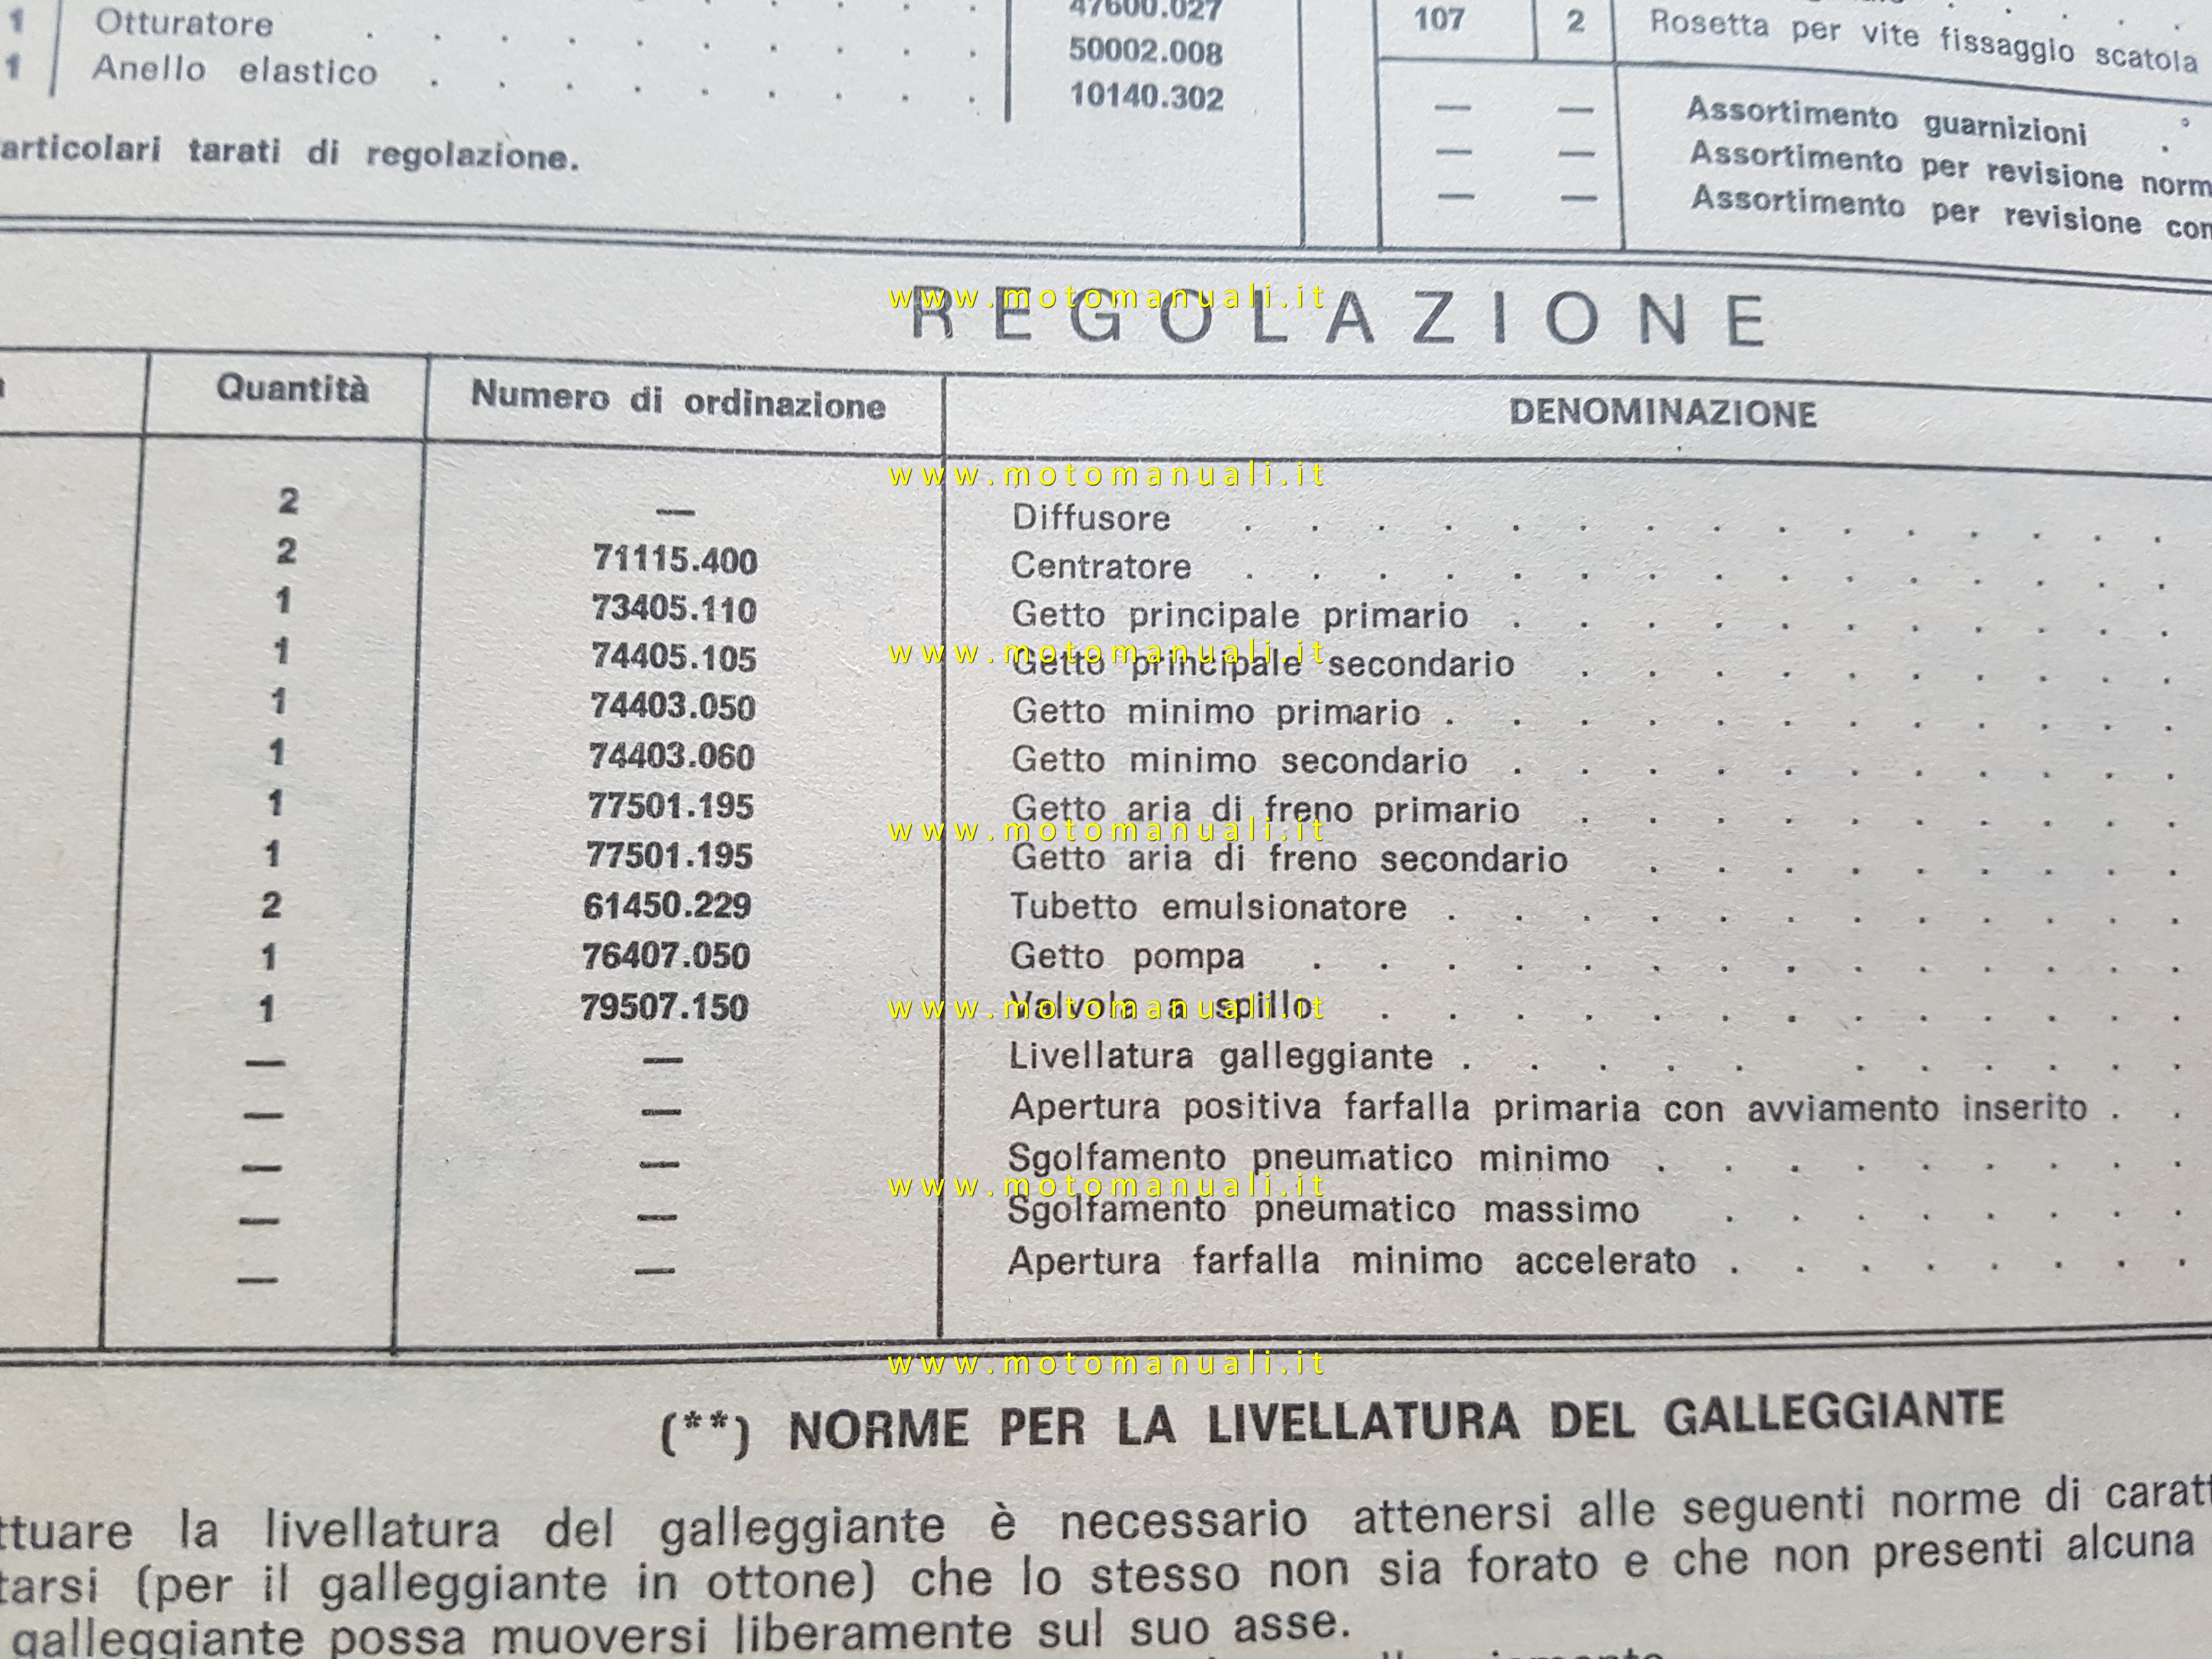 1 Otturatore . . . . . . . . . . 47600.027
1 Anello elastico . . . . . . . . . 50002.008
10140.302
articolari tarati di regolazione.
107 2 Rosetta per vite fissaggio scatola
— — Assortimento guarnizioni .
— — Assortimento per revisione norm
— — Assortimento per revisione con
REGOLAZIONE
Quantità Numero di ordinazione DENOMINAZIONE
2 — Diffusore . . . . . . . . . . . . . . .
2 71115.400 Centratore . . . . . . . . . . . . . . .
1 73405.110 Getto principale primario . . . . . . . . . . .
1 74405.105 Getto principale secondario . . . . . . . . . .
1 74403.050 Getto minimo primario . . . . . . . . . . . .
1 74403.060 Getto minimo secondario . . . . . . . . . . .
1 77501.195 Getto aria di freno primario . . . . . . . . . .
1 77501.195 Getto aria di freno secondario . . . . . . . . .
2 61450.229 Tubetto emulsionatore . . . . . . . . . . . .
1 76407.050 Getto pompa . . . . . . . . . . . . . .
1 79507.150 Valvola a spillo . . . . . . . . . . . . .
— — Livellatura galleggiante . . . . . . . . . . .
— — Apertura positiva farfalla primaria con avviamento inserito . .
— — Sgolfamento pneumatico minimo . . . . . . . . .
— — Sgolfamento pneumatico massimo . . . . . . . .
— — Apertura farfalla minimo accelerato . . . . . . . .
(**) NORME PER LA LIVELLATURA DEL GALLEGGIANTE
ttuare la livellatura del galleggiante è necessario attenersi alle seguenti norme di caratt
tarsi (per il galleggiante in ottone) che lo stesso non sia forato e che non presenti alcuna
galleggiante possa muoversi liberamente sul suo asse.
www.motomanuali.it
www.motomanuali.it
www.motomanuali.it
www.motomanuali.it
www.motomanuali.it
www.motomanuali.it
www.motomanuali.it